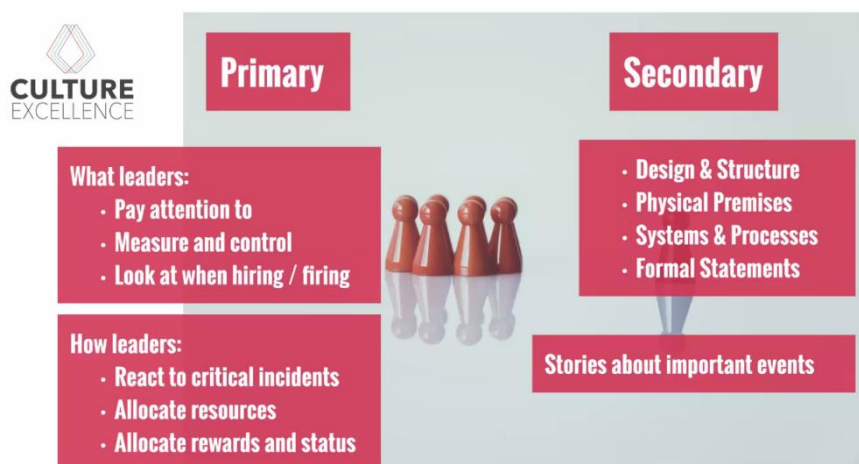 CULTURE
EXCELLENCE
Primary
What leaders:
• Pay attention to
• Measure and control
• Look at when hiring / firing
How leaders:
• React to critical incidents
• Allocate resources
• Allocate rewards and status
Secondary
• Design & Structure
• Physical Premises
• Systems & Processes
• Formal Statements
Stories about important events